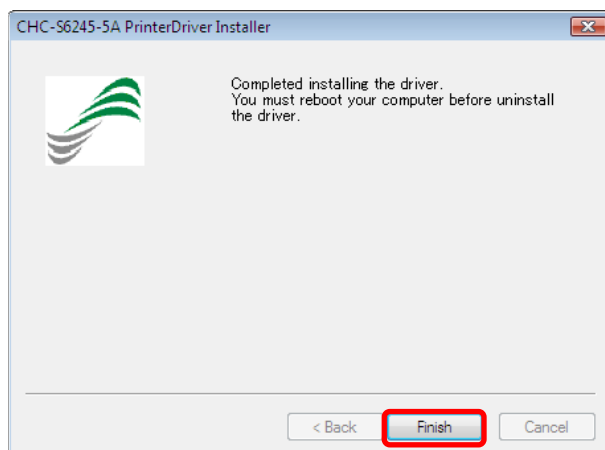 CHC-S6245-5A PrinterDriver Installer
Completed installing the driver.
You must reboot your computer before uninstall
the driver.
< Back
Finish
Cancel